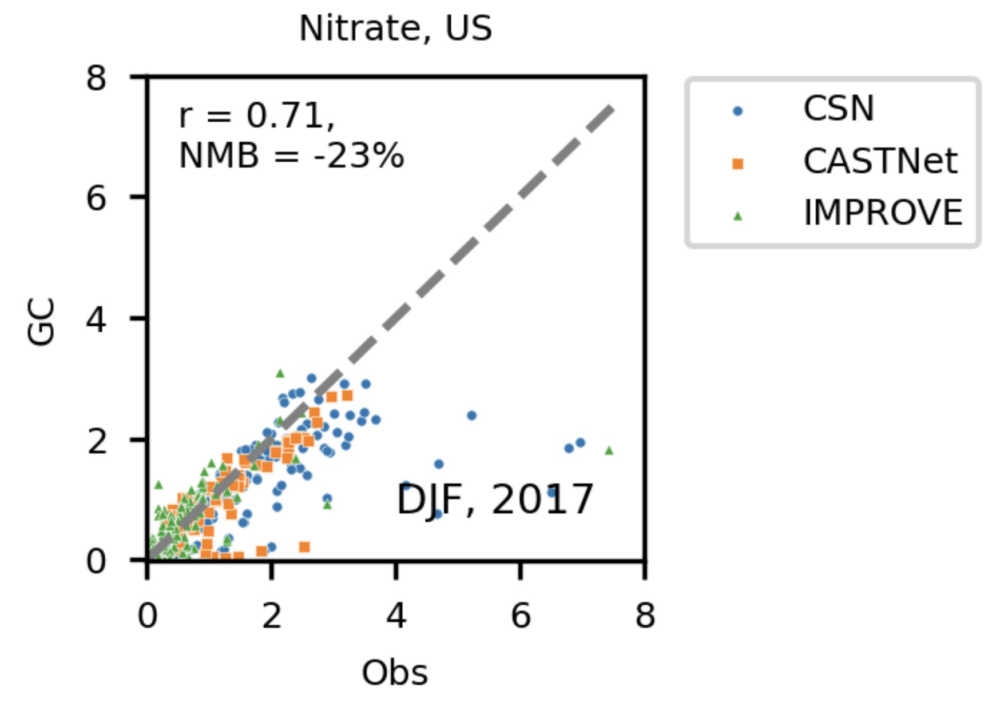 Nitrate, US
8
r = 0.71,
NMB = -23%
6
4
2
0
GC
DJF, 2017
0 2 4 6 8
Obs
CSN
CASTNet
IMPROVE